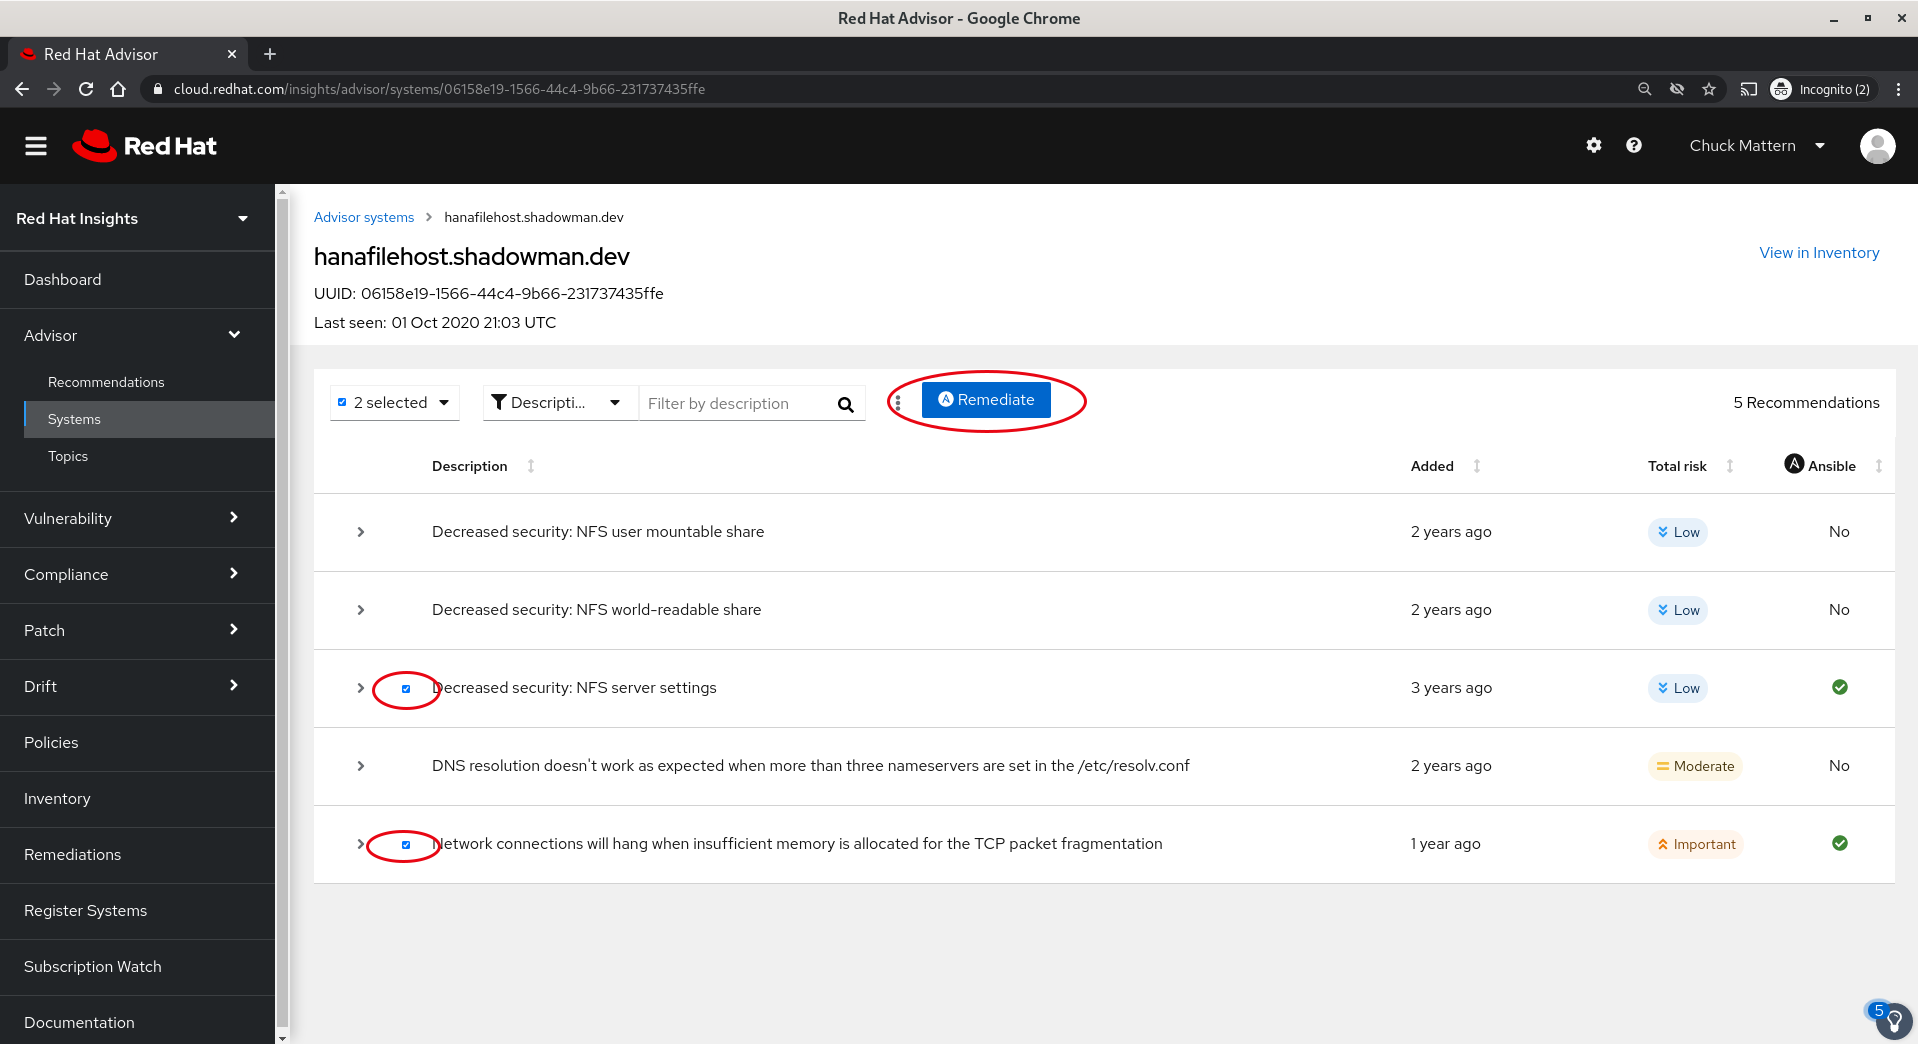 Red Hat Advisor - Google Chrome
Red Hat Advisor
cloud.redhat.com/insights/advisor/systems/06158e19-1566-44c4-9b66-231737435ffe
Incognito (2)
Red Hat
Chuck Mattern
Red Hat Insights
Dashboard
Advisor
Recommendations
Systems
Topics
Vulnerability
Compliance
Patch
Drift
Policies
Inventory
Remediations
Register Systems
Subscription Watch
Documentation
Advisor systems > hanafilehost.shadowman.dev
hanafilehost.shadowman.dev
View in Inventory
UUID: 06158e19-1566-44c4-9b66-231737435ffe
Last seen: 01 Oct 2020 21:03 UTC
2 selected Descripti... Filter by description Remediate 5 Recommendations
Description Added Total risk Ansible
Decreased security: NFS user mountable share 2 years ago Low No
Decreased security: NFS world-readable share 2 years ago Low No
Decreased security: NFS server settings 3 years ago Low
DNS resolution doesn't work as expected when more than three nameservers are set in the /etc/resolv.conf 2 years ago Moderate No
Network connections will hang when insufficient memory is allocated for the TCP packet fragmentation 1 year ago Important
5